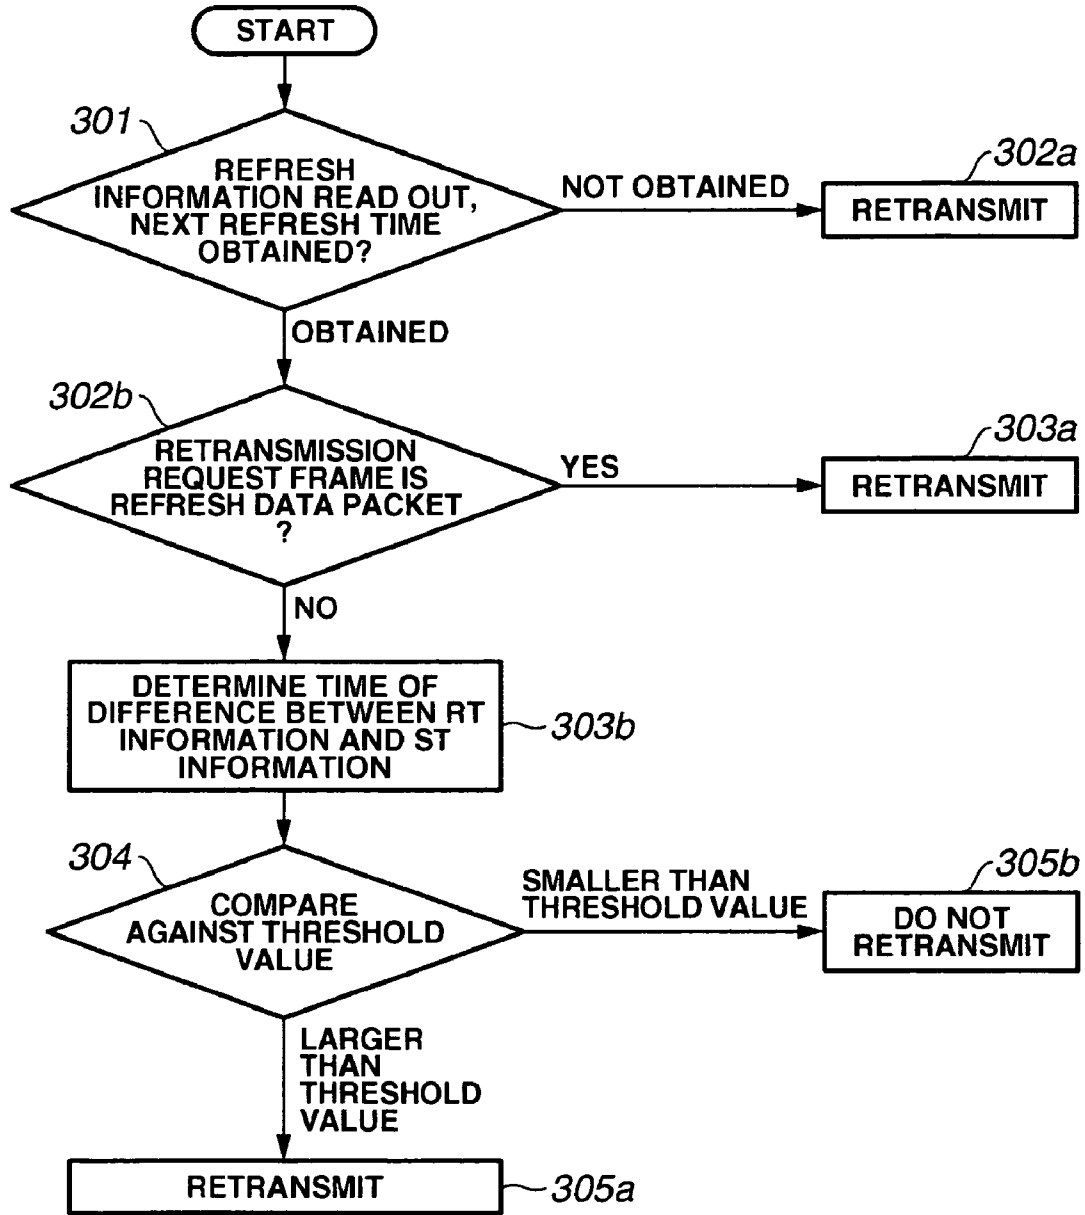 START
301
REFRESH
INFORMATION READ OUT,
NEXT REFRESH TIME
OBTAINED?
NOT OBTAINED
302a
RETRANSMIT
OBTAINED
302b
RETRANSMISSION
REQUEST FRAME IS
REFRESH DATA PACKET
?
YES
303a
RETRANSMIT
NO
DETERMINE TIME OF
DIFFERENCE BETWEEN RT
INFORMATION AND ST
INFORMATION
303b
304
COMPARE
AGAINST THRESHOLD
VALUE
SMALLER THAN
THRESHOLD VALUE
305b
DO NOT
RETRANSMIT
LARGER
THAN
THRESHOLD
VALUE
RETRANSMIT
305a